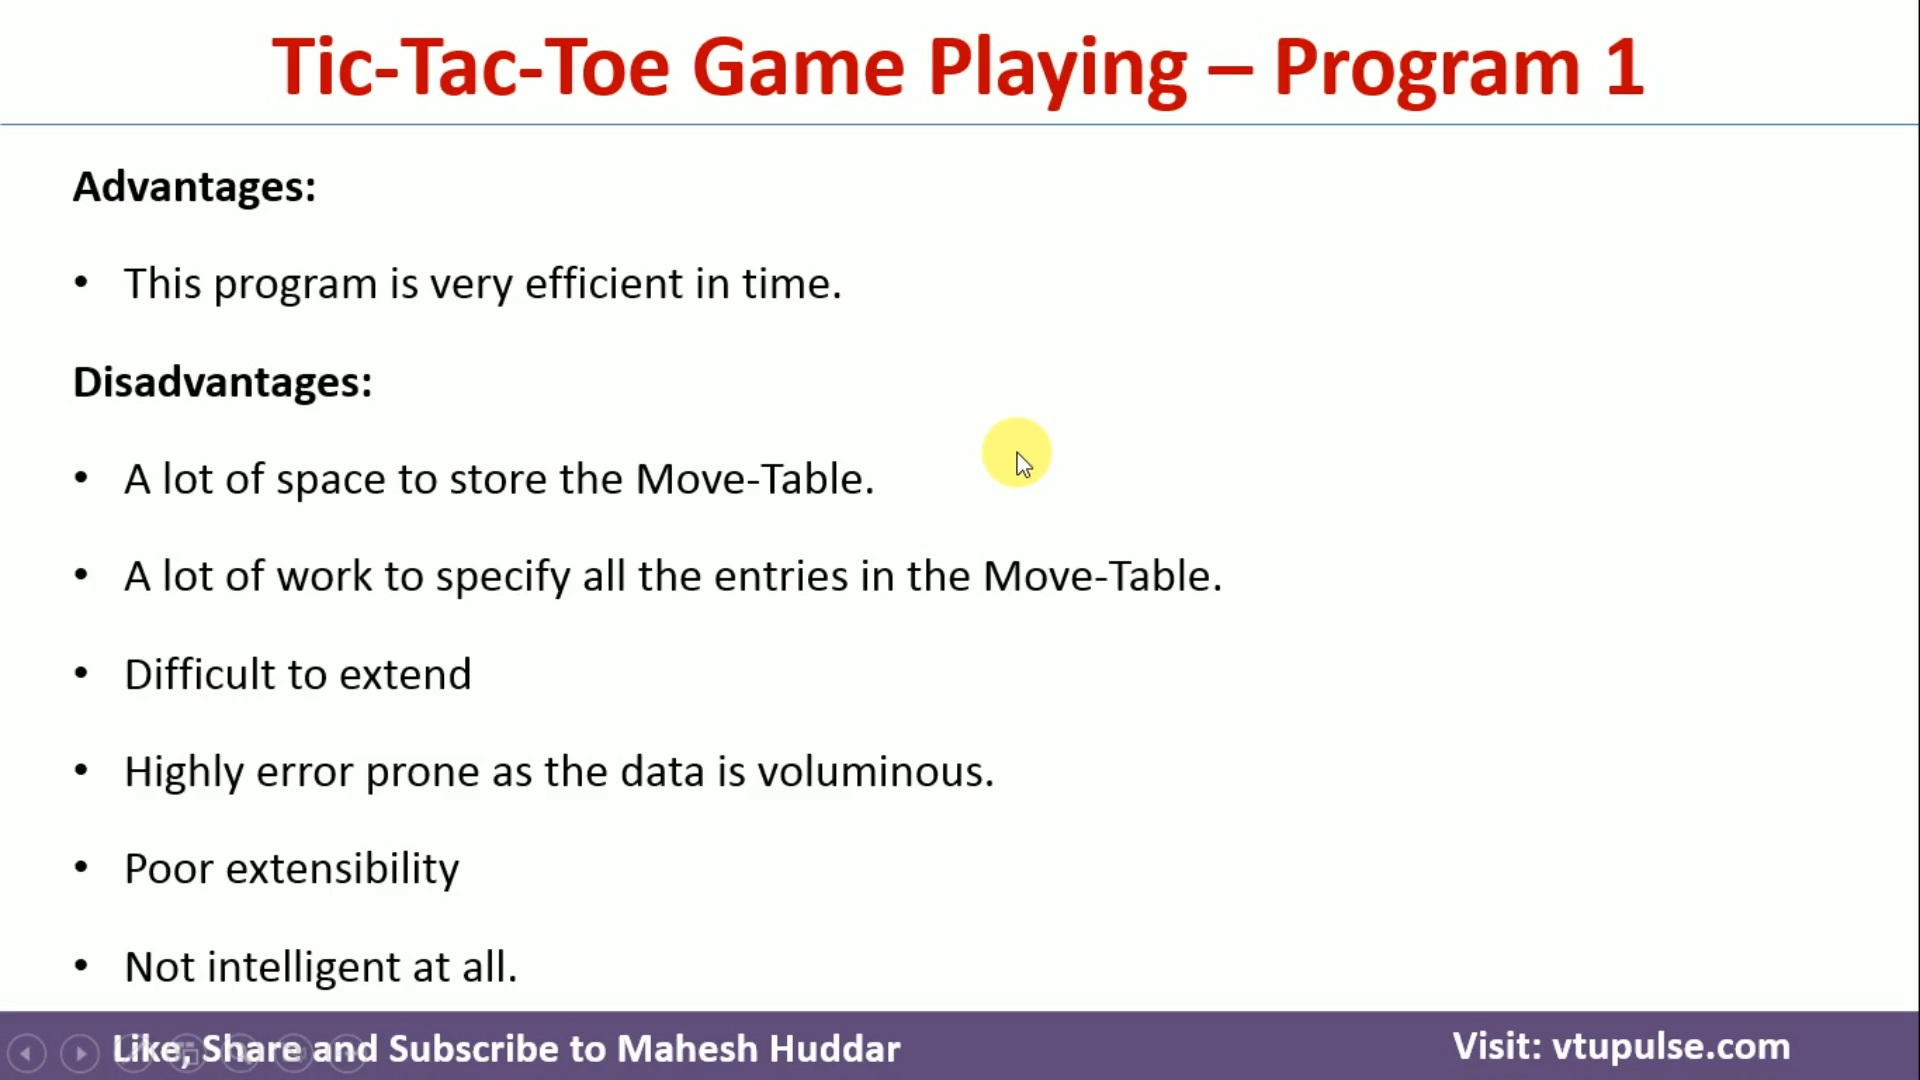 Tic-Tac-Toe Game Playing – Program 1
Advantages:
• This program is very efficient in time.
Disadvantages:
• A lot of space to store the Move-Table.
• A lot of work to specify all the entries in the Move-Table.
• Difficult to extend
• Highly error prone as the data is voluminous.
• Poor extensibility
• Not intelligent at all.
Like, Share and Subscribe to Mahesh Huddar
Visit: vtupulse.com